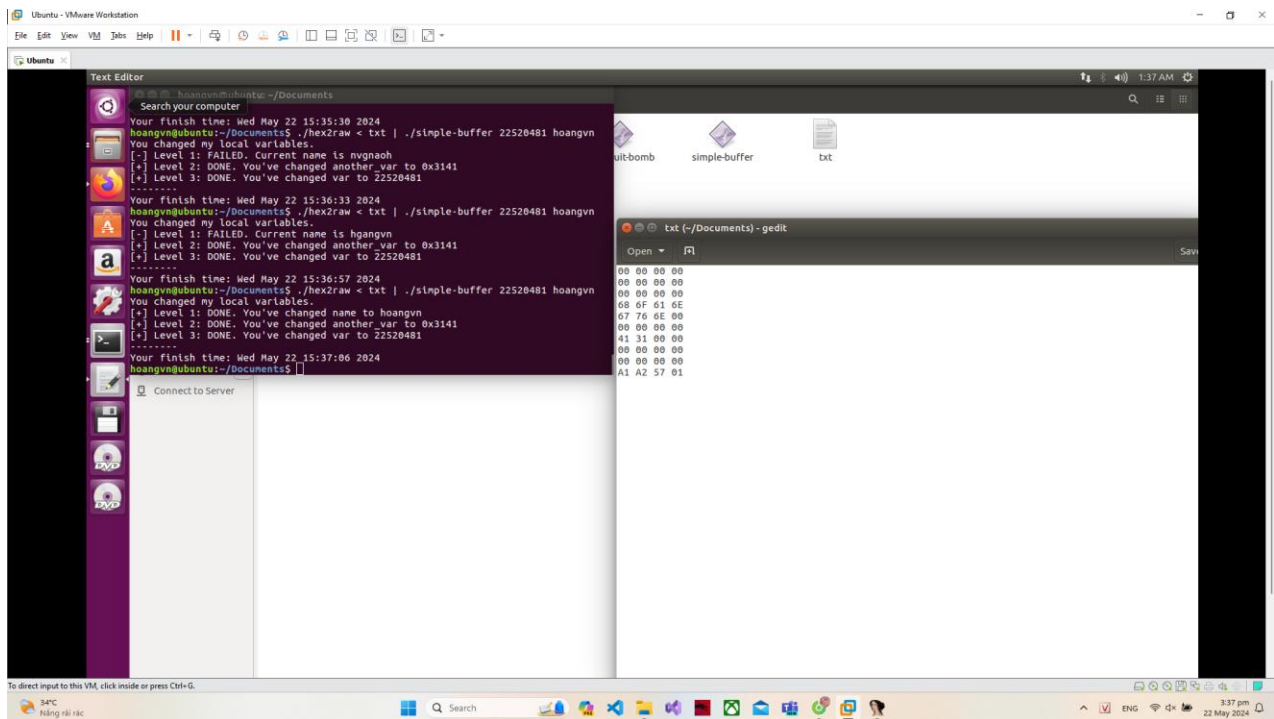 Ubuntu - VMware Workstation
File Edit View VM Tabs Help
Ubuntu
Text Editor
1:37 AM
hoangvn@ubuntu: ~/Documents
Search your computer
Your finish time: Wed May 22 15:35:30 2024
hoangvn@ubuntu:~/Documents$ ./hex2raw < txt | ./simple-buffer 22520481 hoangvn
You changed my local variables.
[-] Level 1: FAILED. Current name is nvgnaoh
[+] Level 2: DONE. You've changed another_var to 0x3141
[+] Level 3: DONE. You've changed var to 22520481
--------
Your finish time: Wed May 22 15:36:33 2024
hoangvn@ubuntu:~/Documents$ ./hex2raw < txt | ./simple-buffer 22520481 hoangvn
You changed my local variables.
[-] Level 1: FAILED. Current name is hgangvn
[+] Level 2: DONE. You've changed another_var to 0x3141
[+] Level 3: DONE. You've changed var to 22520481
--------
Your finish time: Wed May 22 15:36:57 2024
hoangvn@ubuntu:~/Documents$ ./hex2raw < txt | ./simple-buffer 22520481 hoangvn
You changed my local variables.
[+] Level 1: DONE. You've changed name to hoangvn
[+] Level 2: DONE. You've changed another_var to 0x3141
[+] Level 3: DONE. You've changed var to 22520481
--------
Your finish time: Wed May 22 15:37:06 2024
hoangvn@ubuntu:~/Documents$
Connect to Server
uit-bomb simple-buffer txt
txt (~/Documents) - gedit
Open Save
00 00 00 00
00 00 00 00
00 00 00 00
68 6F 61 6E
67 76 6E 00
00 00 00 00
41 31 00 00
00 00 00 00
00 00 00 00
A1 A2 57 01
DVD
DVD
To direct input to this VM, click inside or press Ctrl+G.
34°C
Nắng rải rác
Search
ENG
3:37 pm
22 May 2024